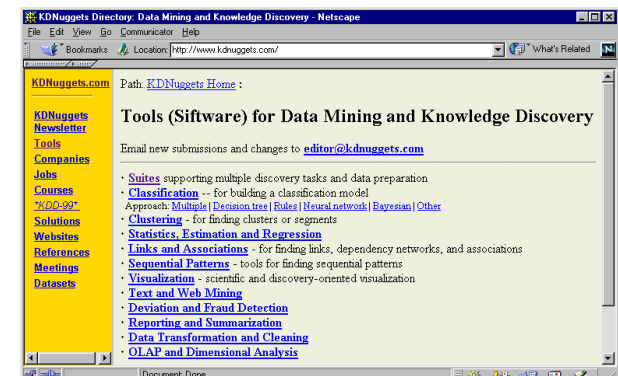 KDNuggets Directory: Data Mining and Knowledge Discovery - Netscape
File Edit View Go Communicator Help
Bookmarks Location: http://www.kdnuggets.com/ What's Related
KDNuggets.com
KDNuggets
Newsletter
Tools
Companies
Jobs
Courses
*KDD-99*
Solutions
Websites
References
Meetings
Datasets
Path: KDNuggets Home :
Tools (Siftware) for Data Mining and Knowledge Discovery
Email new submissions and changes to editor@kdnuggets.com
· Suites supporting multiple discovery tasks and data preparation
· Classification -- for building a classification model
Approach: Multiple | Decision tree | Rules | Neural network | Bayesian | Other
· Clustering - for finding clusters or segments
· Statistics, Estimation and Regression
· Links and Associations - for finding links, dependency networks, and associations
· Sequential Patterns - tools for finding sequential patterns
· Visualization - scientific and discovery-oriented visualization
· Text and Web Mining
· Deviation and Fraud Detection
· Reporting and Summarization
· Data Transformation and Cleaning
· OLAP and Dimensional Analysis
Document: Done